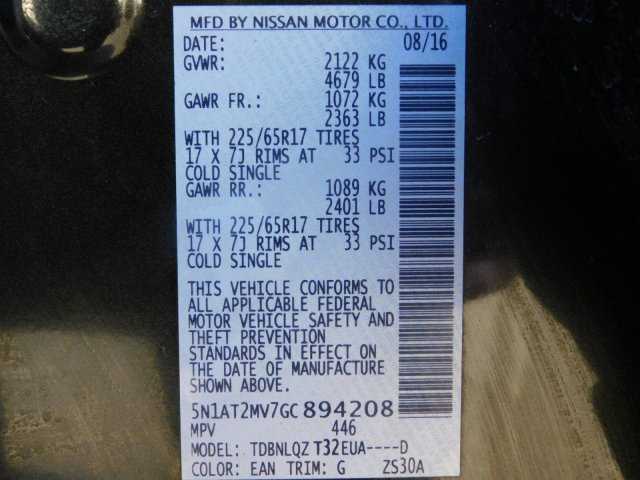 MFD BY NISSAN MOTOR CO., LTD.
DATE: 08/16
GVWR: 2122 KG
4679 LB
GAWR FR.: 1072 KG
2363 LB
WITH 225/65R17 TIRES
17 X 7J RIMS AT 33 PSI
COLD SINGLE
GAWR RR.: 1089 KG
2401 LB
WITH 225/65R17 TIRES
17 X 7J RIMS AT 33 PSI
COLD SINGLE
THIS VEHICLE CONFORMS TO
ALL APPLICABLE FEDERAL
MOTOR VEHICLE SAFETY AND
THEFT PREVENTION
STANDARDS IN EFFECT ON
THE DATE OF MANUFACTURE
SHOWN ABOVE.
5N1AT2MV7GC894208
MPV 446
MODEL: TDBNLQZ T32EUA----D
COLOR: EAN TRIM: G ZS30A